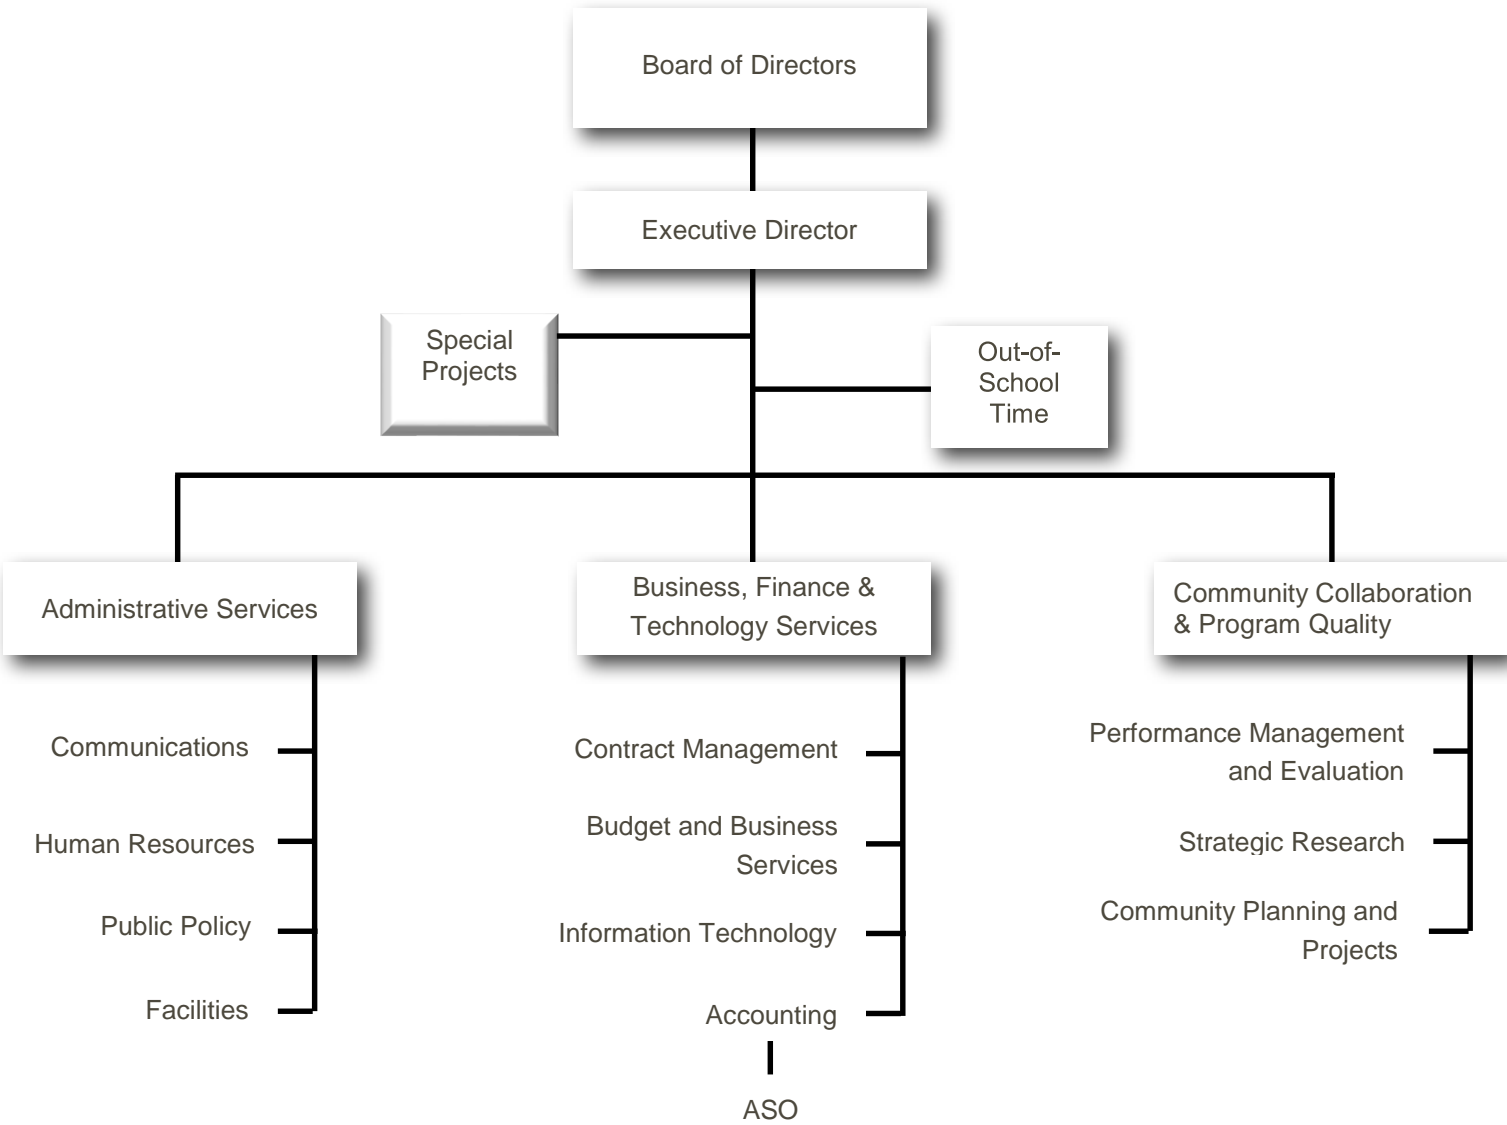 Board of Directors
Executive Director
Special
Projects
Out-of-
School
Time
Administrative Services
Business, Finance &
Technology Services
Community Collaboration
& Program Quality
Communications
Human Resources
Public Policy
Facilities
Contract Management
Budget and Business
Services
Information Technology
Accounting
ASO
Performance Management
and Evaluation
Strategic Research
Community Planning and
Projects